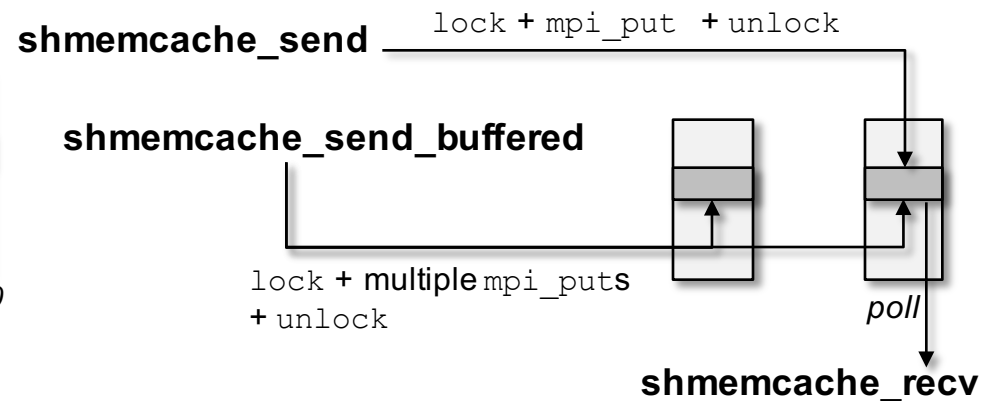 lock + mpi_put + unlock
shmemcache_send
shmemcache_send_buffered
lock + multiple mpi_puts
+ unlock
poll
shmemcache_recv